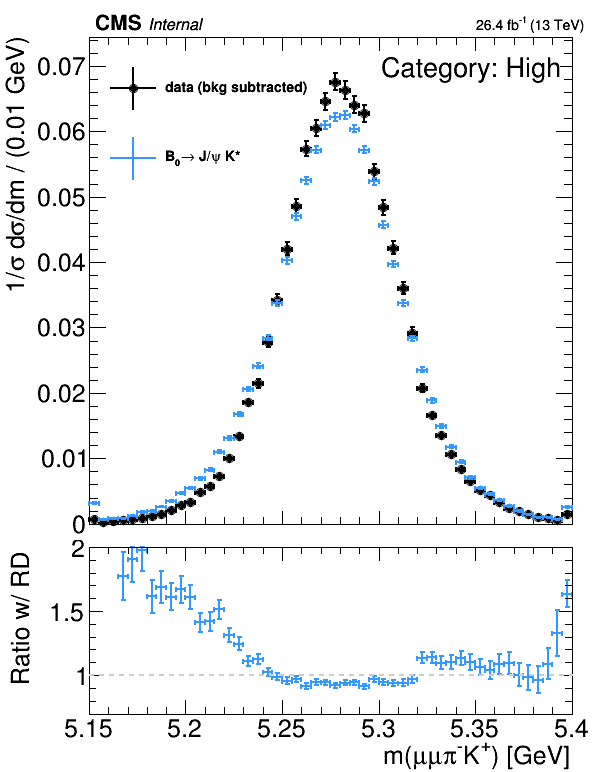 CMS Internal 26.4 fb⁻¹ (13 TeV)
Category: High
data (bkg subtracted)
B₀→ J/ψ K*
1/σ dσ/dm / (0.01 GeV)
0.07
0.06
0.05
0.04
0.03
0.02
0.01
0
Ratio w/ RD
2
1.5
1
5.15 5.2 5.25 5.3 5.35 5.4
m(μμπ⁻K⁺) [GeV]